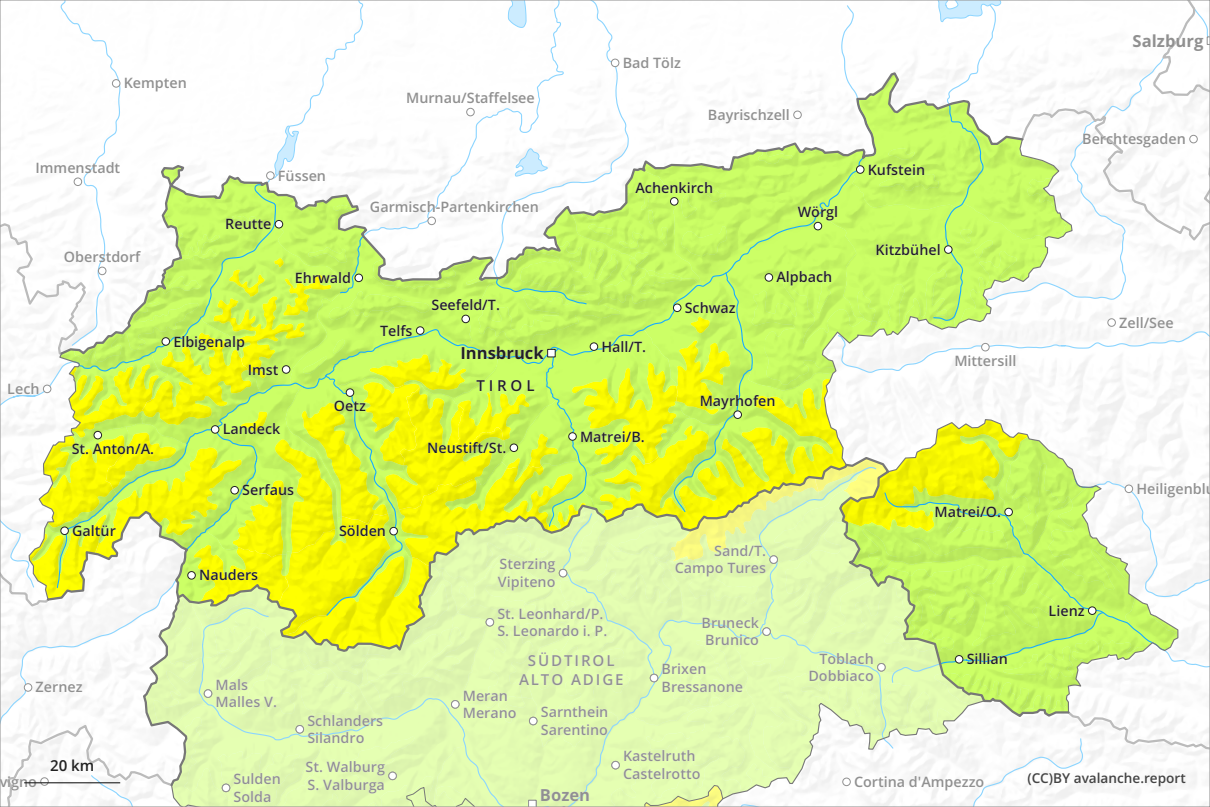 Salzburg
Bad Tölz
Kempten
Murnau/Staffelsee
Bayrischzell
Berchtesgaden
Immenstadt
Füssen
Kufstein
Achenkirch
Garmisch-Partenkirchen
Wörgl
Reutte
Kitzbühel
Oberstdorf
Ehrwald
Alpbach
Seefeld/T.
Schwaz
Zell/See
Telfs
Elbigenalp
Innsbruck
Hall/T.
Mittersill
Imst
TIROL
Lech
Oetz
Mayrhofen
Landeck
Matrei/B.
St. Anton/A.
Neustift/St.
Serfaus
Heiligenblu
Matrei/O.
Galtür
Sölden
Sand/T.
Campo Tures
Sterzing
Vipiteno
Nauders
Lienz
St. Leonhard/P.
S. Leonardo i. P.
Bruneck
Brunico
SÜDTIROL
ALTO ADIGE
Sillian
Toblach
Dobbiaco
Brixen
Bressanone
Zernez
Mals
Malles V.
Meran
Merano
Sarnthein
Sarentino
Schlanders
Silandro
Kastelruth
Castelrotto
20 km
St. Walburg
S. Valburga
vigno
Sulden
Solda
Cortina d'Ampezzo
(CC)BY avalanche.report
Bozen